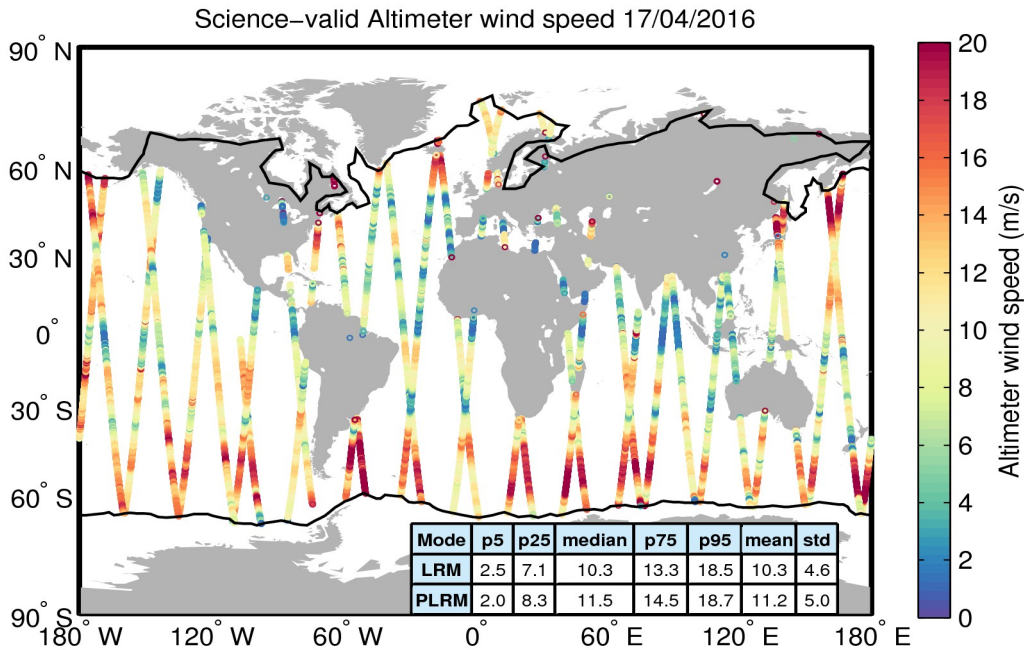 Science−valid Altimeter wind speed 17/04/2016
90° N
60° N
30° N
0°
30° S
60° S
90° S
180° W
120° W
60° W
0°
60° E
120° E
180° E
Mode p5 p25 median p75 p95 mean std
LRM 2.5 7.1 10.3 13.3 18.5 10.3 4.6
PLRM 2.0 8.3 11.5 14.5 18.7 11.2 5.0
20
18
16
14
12
10
8
6
4
2
0
Altimeter wind speed (m/s)